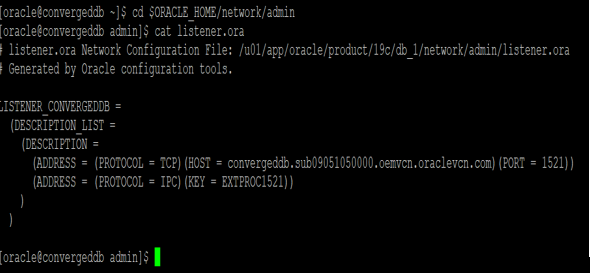 [oracle@convergeddb ~]$ cd $ORACLE_HOME/network/admin
[oracle@convergeddb admin]$ cat listener.ora
# listener.ora Network Configuration File: /u01/app/oracle/product/19c/db_1/network/admin/listener.ora
# Generated by Oracle configuration tools.
LISTENER_CONVERGEDDB =
(DESCRIPTION_LIST =
(DESCRIPTION =
(ADDRESS = (PROTOCOL = TCP)(HOST = convergeddb.sub09051050000.oemvcn.oraclevcn.com)(PORT = 1521))
(ADDRESS = (PROTOCOL = IPC)(KEY = EXTPROC1521))
)
)
[oracle@convergeddb admin]$